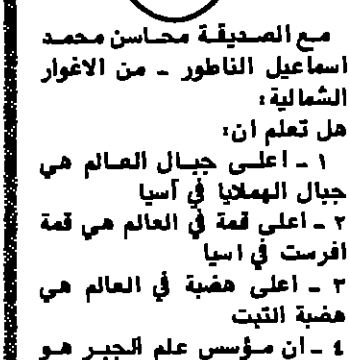 مع الصديقة محاسن محمد
اسماعيل الناطور - من الاغوار
الشمالية:
هل تعلم ان:
١ - اعلى جبال العالم هي
جبال الهملايا في آسيا
٢ - اعلى قمة في العالم هي قمة
افرست في اسيا
٣ - اعلى هضبة في العالم هي
هضبة التبت
٤ - أن مؤسس علم الجبر هو